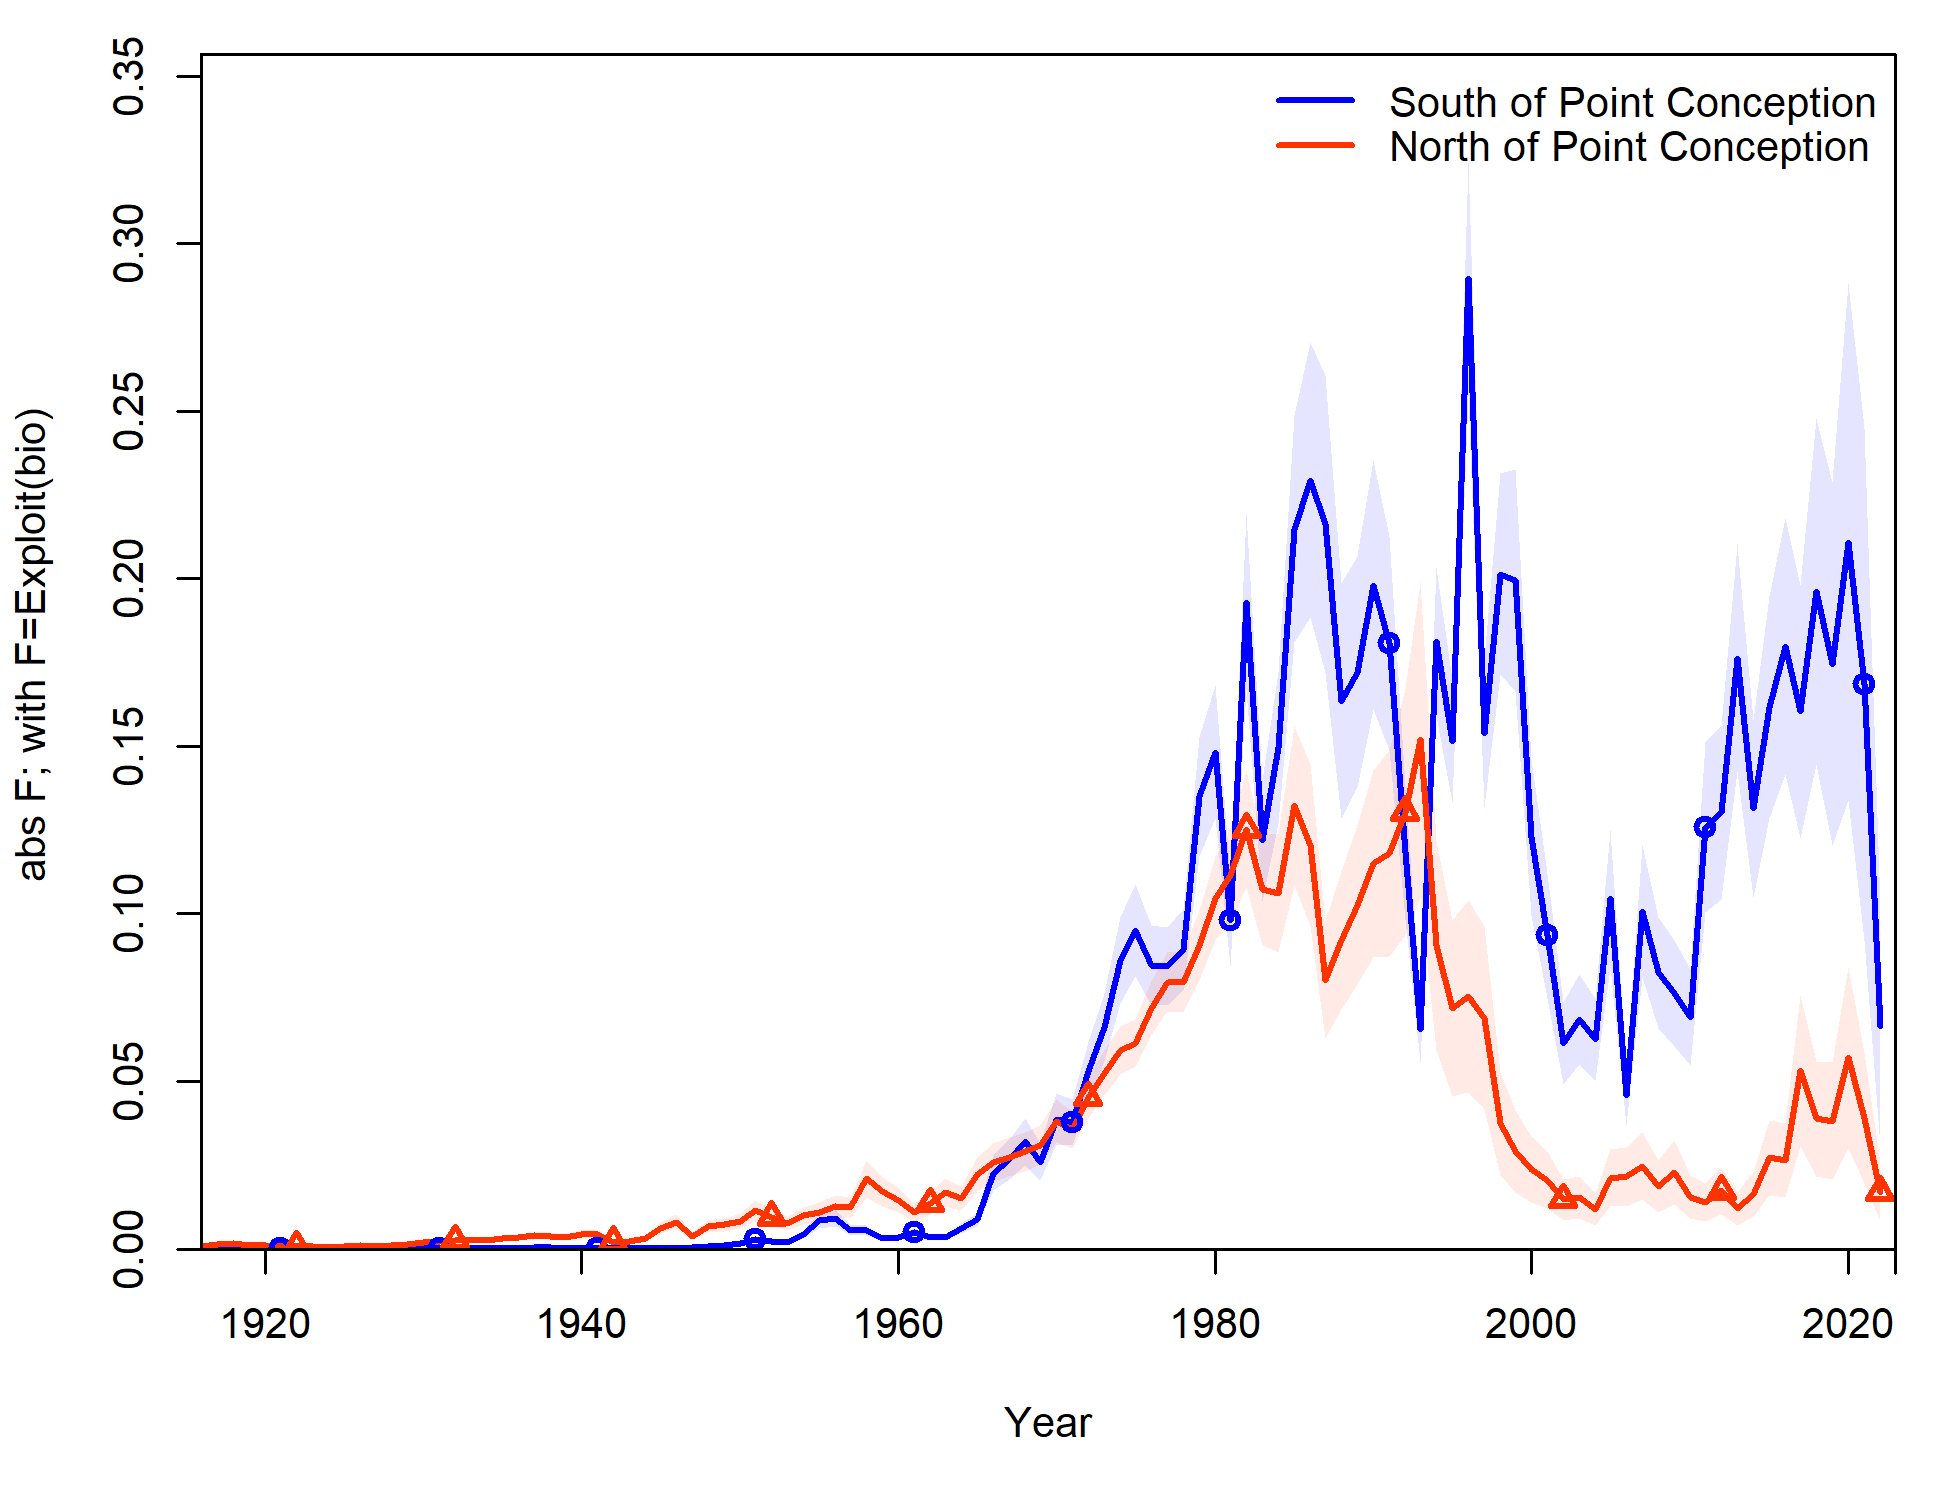 South of Point Conception
North of Point Conception
abs F; with F=Exploit(bio)
0.35
0.30
0.25
0.20
0.15
0.10
0.05
0.00
1920 1940 1960 1980 2000 2020
Year